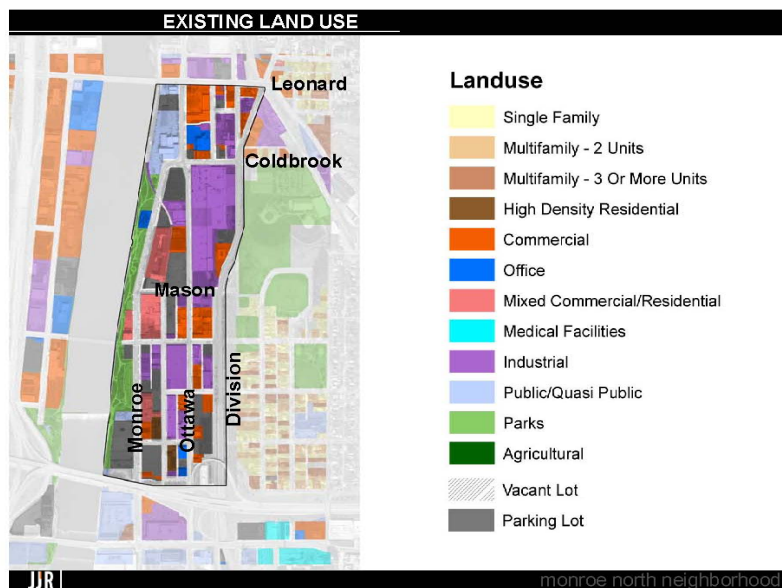 EXISTING LAND USE
Leonard
Coldbrook
Mason
Monroe
Ottawa
Division
Landuse
Single Family
Multifamily - 2 Units
Multifamily - 3 Or More Units
High Density Residential
Commercial
Office
Mixed Commercial/Residential
Medical Facilities
Industrial
Public/Quasi Public
Parks
Agricultural
Vacant Lot
Parking Lot
JJR
monroe north neighborhood